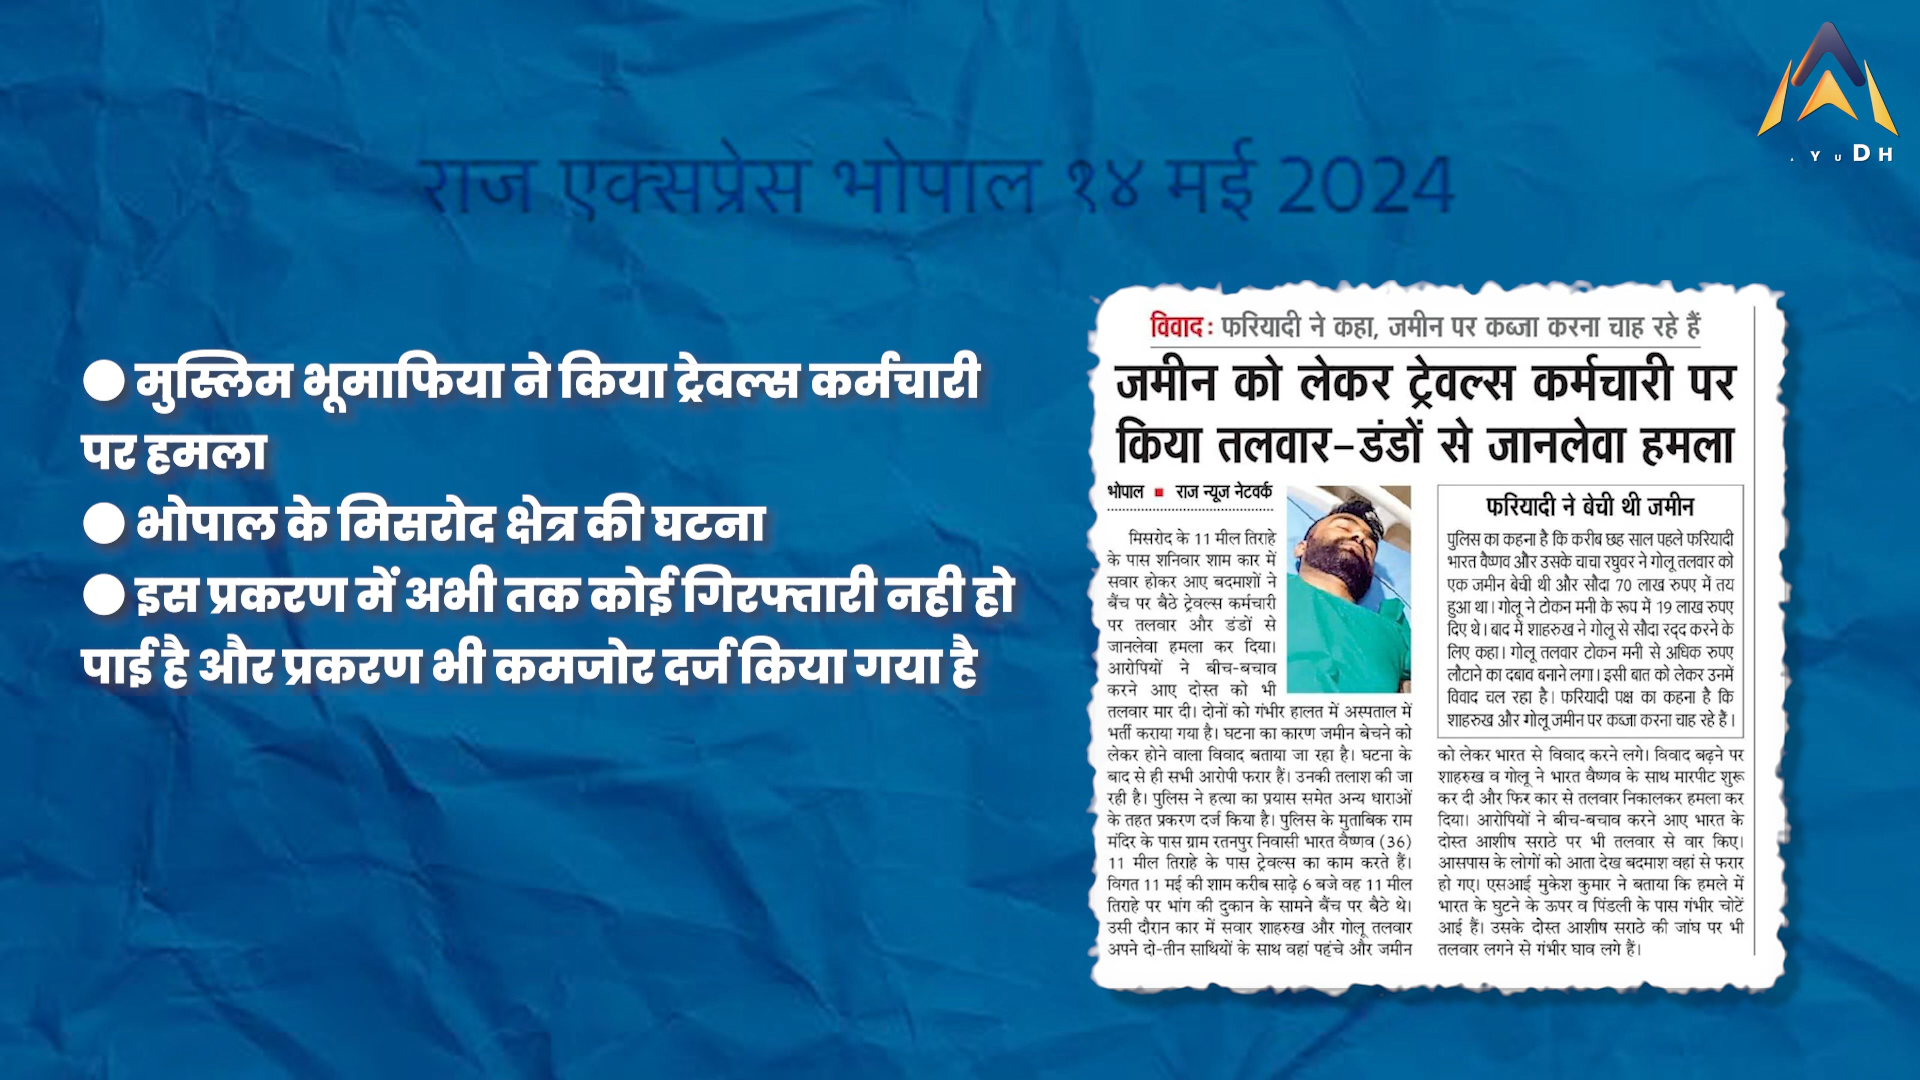 AYUDH
राज एक्सप्रेस भोपाल १४ मई 2024
● मुस्लिम भूमाफिया ने किया ट्रेवल्स कर्मचारी
पर हमला
● भोपाल के मिसरोद क्षेत्र की घटना
● इस प्रकरण में अभी तक कोई गिरफ्तारी नही हो
पाई है और प्रकरण भी कमजोर दर्ज किया गया है
विवाद: फरियादी ने कहा, जमीन पर कब्जा करना चाह रहे हैं
जमीन को लेकर ट्रेवल्स कर्मचारी पर
किया तलवार-डंडों से जानलेवा हमला
भोपाल ■ राज न्यूज नेटवर्क
मिसरोद के 11 मील तिराहे
के पास शनिवार शाम कार में
सवार होकर आए बदमाशों ने
बैंच पर बैठे ट्रेवल्स कर्मचारी
पर तलवार और डंडों से
जानलेवा हमला कर दिया।
आरोपियों ने बीच-बचाव
करने आए दोस्त को भी
तलवार मार दी। दोनों को गंभीर हालत में अस्पताल में
भर्ती कराया गया है। घटना का कारण जमीन बेचने को
लेकर होने वाला विवाद बताया जा रहा है। घटना के
बाद से ही सभी आरोपी फरार हैं। उनकी तलाश की जा
रही है। पुलिस ने हत्या का प्रयास समेत अन्य धाराओं
के तहत प्रकरण दर्ज किया है। पुलिस के मुताबिक राम
मंदिर के पास ग्राम रतनपुर निवासी भारत वैष्णव (36)
11 मील तिराहे के पास ट्रेवल्स का काम करते हैं।
विगत 11 मई की शाम करीब साढ़े 6 बजे वह 11 मील
तिराहे पर भांग की दुकान के सामने बैंच पर बैठे थे।
उसी दौरान कार में सवार शाहरुख और गोलू तलवार
अपने दो-तीन साथियों के साथ वहां पहंचे और जमीन
फरियादी ने बेची थी जमीन
पुलिस का कहना है कि करीब छह साल पहले फरियादी
भारत वैष्णव और उसके चाचा रघुवर ने गोलू तलवार को
एक जमीन बेची थी और सौदा 70 लाख रुपए में तय
हुआ था। गोलू ने टोकन मनी के रूप में 19 लाख रुपए
दिए थे। बाद में शाहरुख ने गोलू से सौदा रद्द करने के
लिए कहा। गोलू तलवार टोकन मनी से अधिक रुपए
लौटाने का दबाव बनाने लगा। इसी बात को लेकर उनमें
विवाद चल रहा है। फरियादी पक्ष का कहना है कि
शाहरुख और गोलू जमीन पर कब्जा करना चाह रहे हैं।
को लेकर भारत से विवाद करने लगे। विवाद बढ़ने पर
शाहरुख व गोलू ने भारत वैष्णव के साथ मारपीट शुरू
कर दी और फिर कार से तलवार निकालकर हमला कर
दिया। आरोपियों ने बीच-बचाव करने आए भारत के
दोस्त आशीष सराठे पर भी तलवार से वार किए।
आसपास के लोगों को आता देख बदमाश वहां से फरार
हो गए। एसआई मुकेश कुमार ने बताया कि हमले में
भारत के घुटने के ऊपर व पिंडली के पास गंभीर चोटें
आई हैं। उसके दोस्त आशीष सराठे की जांघ पर भी
तलवार लगने से गंभीर घाव लगे हैं।